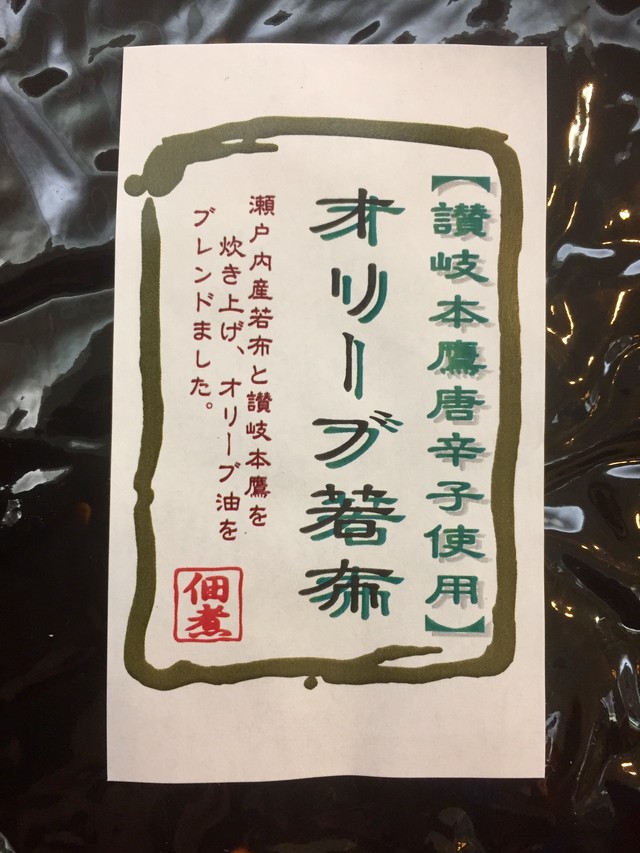 【讃岐本鷹唐辛子使用】
オリーブ若布
瀬戸内産若布と讃岐本鷹を
炊き上げ、オリーブ油を
ブレンドました。
佃煮